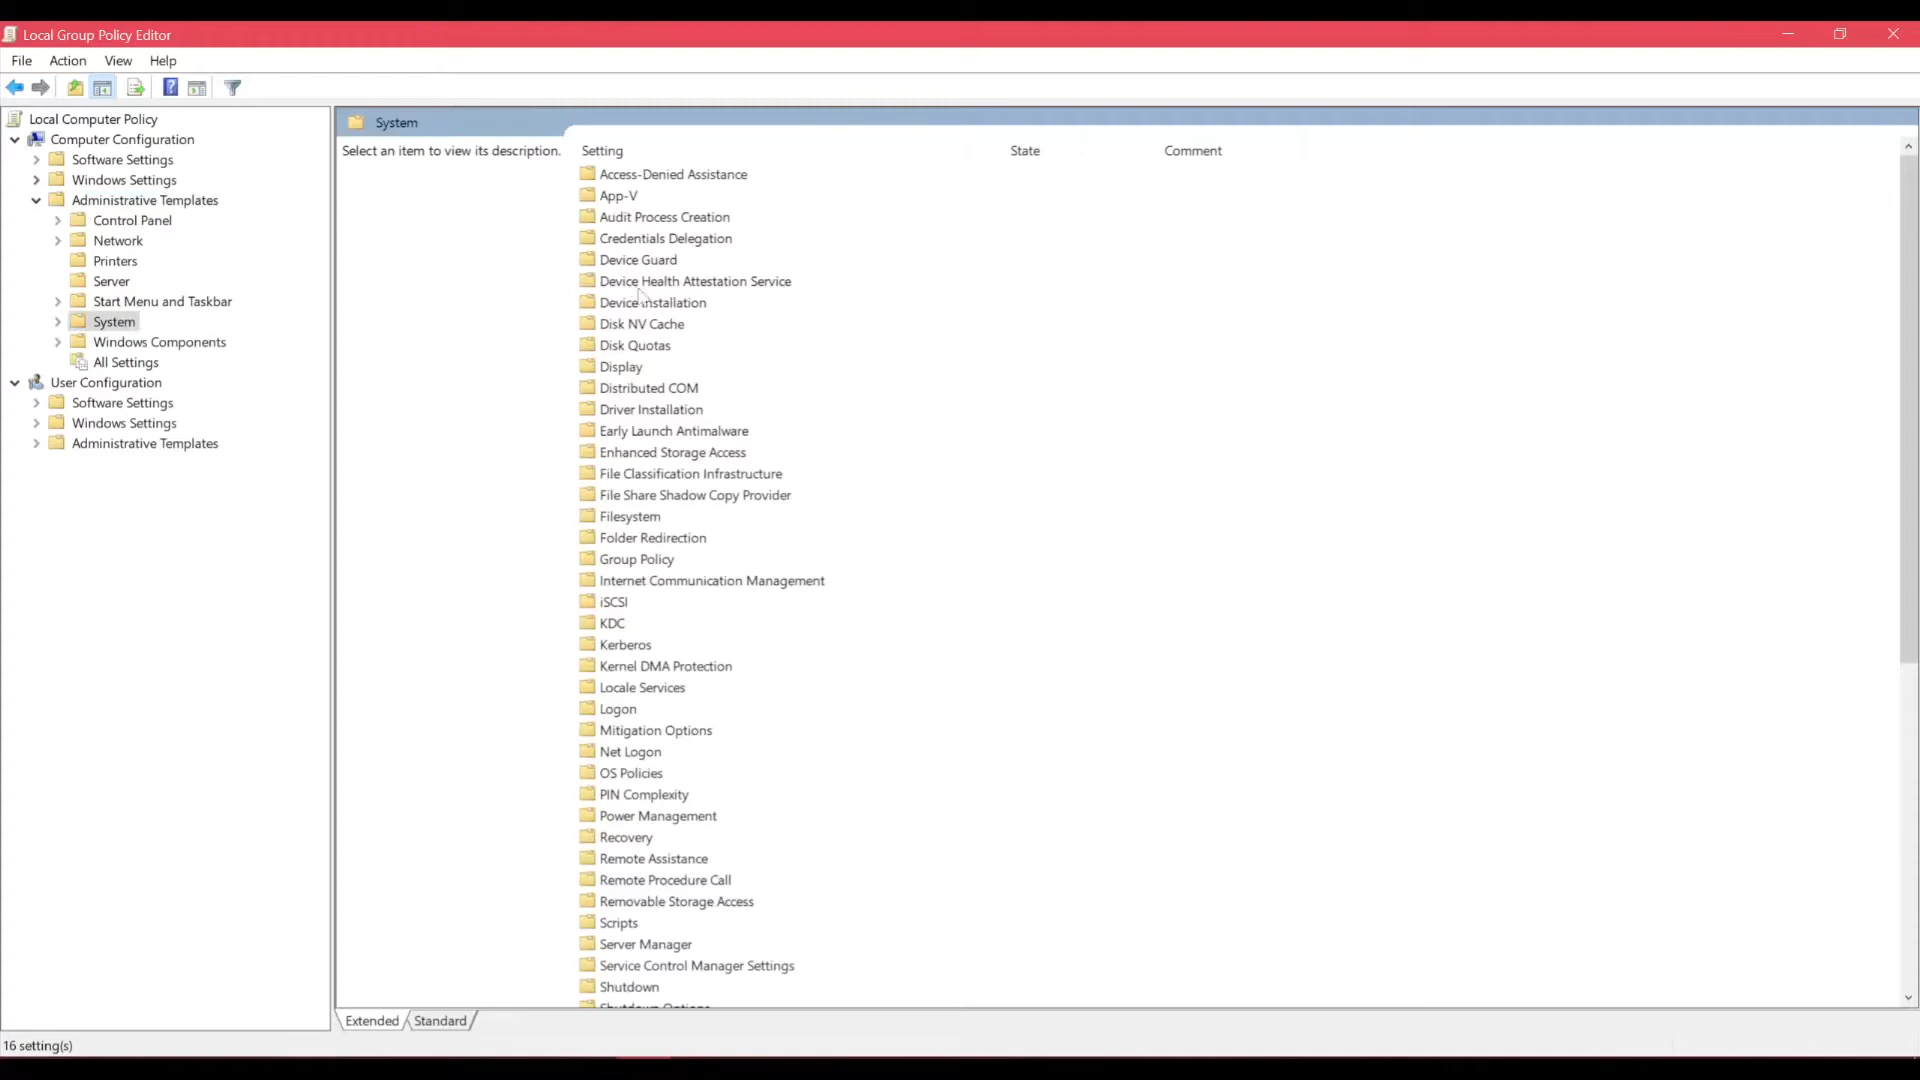 Local Group Policy Editor
File Action View Help
Local Computer Policy
Computer Configuration
Software Settings
Windows Settings
Administrative Templates
Control Panel
Network
Printers
Server
Start Menu and Taskbar
System
Windows Components
All Settings
User Configuration
Software Settings
Windows Settings
Administrative Templates
System
Select an item to view its description.
Setting State Comment
Access-Denied Assistance
App-V
Audit Process Creation
Credentials Delegation
Device Guard
Device Health Attestation Service
Device Installation
Disk NV Cache
Disk Quotas
Display
Distributed COM
Driver Installation
Early Launch Antimalware
Enhanced Storage Access
File Classification Infrastructure
File Share Shadow Copy Provider
Filesystem
Folder Redirection
Group Policy
Internet Communication Management
iSCSI
KDC
Kerberos
Kernel DMA Protection
Locale Services
Logon
Mitigation Options
Net Logon
OS Policies
PIN Complexity
Power Management
Recovery
Remote Assistance
Remote Procedure Call
Removable Storage Access
Scripts
Server Manager
Service Control Manager Settings
Shutdown
Shutdown Options
Extended Standard
16 setting(s)